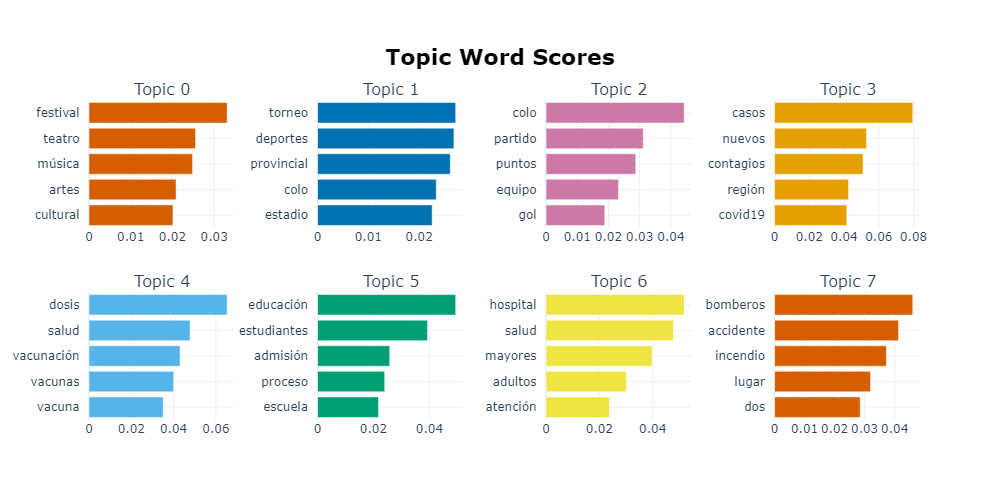 Topic Word Scores
Topic 0
festival
teatro
música
artes
cultural
0 0.01 0.02 0.03
Topic 1
torneo
deportes
provincial
colo
estadio
0 0.01 0.02
Topic 2
colo
partido
puntos
equipo
gol
0 0.01 0.02 0.03 0.04
Topic 3
casos
nuevos
contagios
región
covid19
0 0.02 0.04 0.06 0.08
Topic 4
dosis
salud
vacunación
vacunas
vacuna
0 0.02 0.04 0.06
Topic 5
educación
estudiantes
admisión
proceso
escuela
0 0.02 0.04
Topic 6
hospital
salud
mayores
adultos
atención
0 0.02 0.04
Topic 7
bomberos
accidente
incendio
lugar
dos
0 0.01 0.02 0.03 0.04